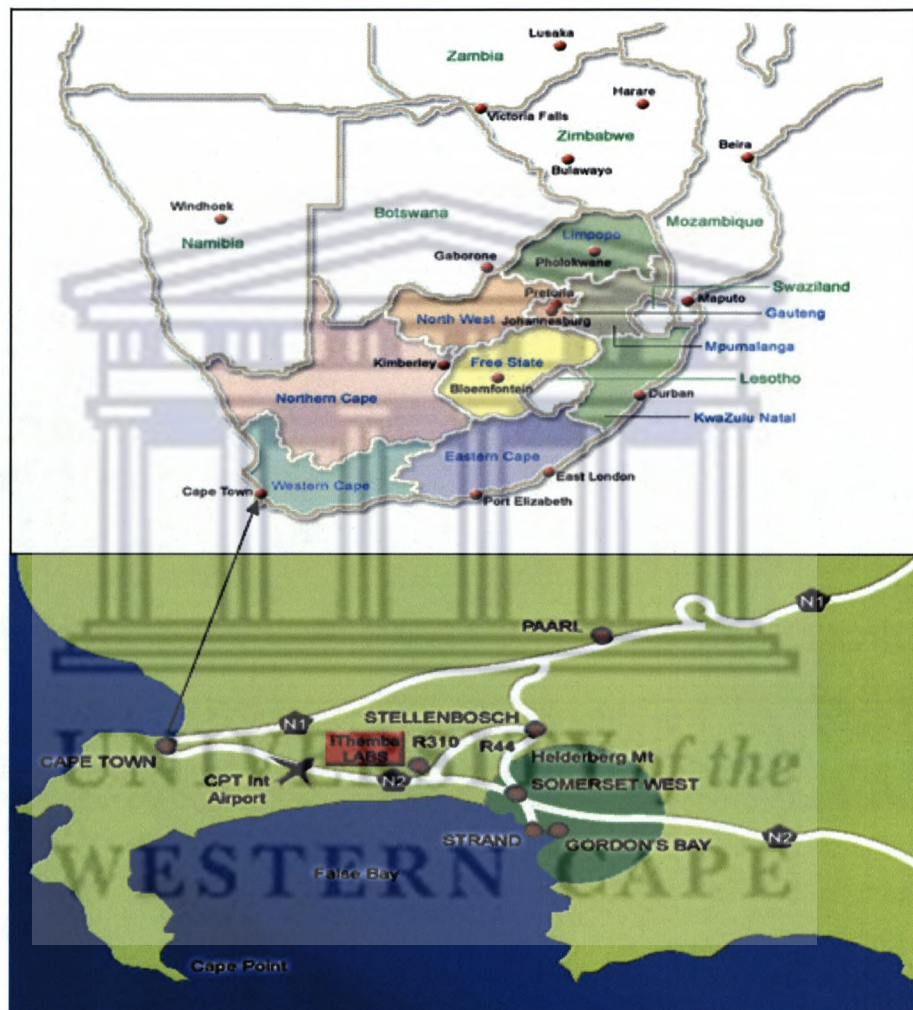 Lusaka
Zambia
Harare
Victoria Falls
Zimbabwe
Beira
Bulawayo
Windhoek
Botswana
Mozambique
Namibia
Limpopo
Gaborone
Pholokwane
Swaziland
Pretoria
Maputo
North West
Johannesburg
Gauteng
Mpumalanga
Kimberley
Free State
Lesotho
Bloemfontein
Northern Cape
Durban
KwaZulu Natal
Eastern Cape
East London
Western Cape
Cape Town
Port Elizabeth
N1
PAARL
N1
STELLENBOSCH
iThemba
LABS
R310
R44
Helderberg Mt
CAPE TOWN
CPT Int
Airport
N2
SOMERSET WEST
STRAND
GORDON'S BAY
N2
False Bay
Cape Point
UNIVERSITY of the
WESTERN CAPE